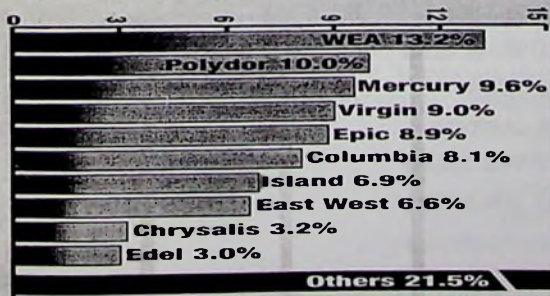 0 3 6 9 12 15
WEA 13.2%
Polydor 10.0%
Mercury 9.6%
Virgin 9.0%
Epic 8.9%
Columbia 8.1%
Island 6.9%
East West 6.6%
Chrysalis 3.2%
Edel 3.0%
Others 21.5%